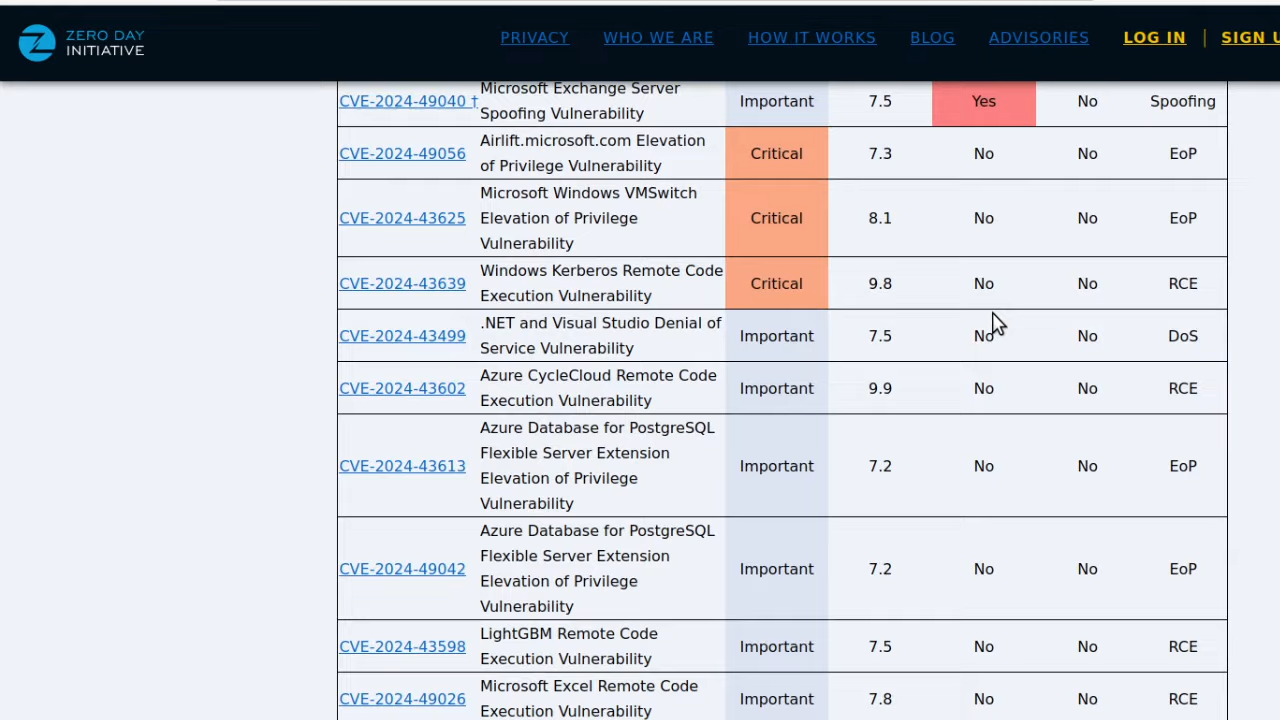 ZERO DAY
INITIATIVE
PRIVACY WHO WE ARE HOW IT WORKS BLOG ADVISORIES LOG IN | SIGN U
CVE-2024-49040 † Microsoft Exchange Server
Spoofing Vulnerability Important 7.5 Yes No Spoofing
CVE-2024-49056 Airlift.microsoft.com Elevation
of Privilege Vulnerability Critical 7.3 No No EoP
CVE-2024-43625 Microsoft Windows VMSwitch
Elevation of Privilege
Vulnerability Critical 8.1 No No EoP
CVE-2024-43639 Windows Kerberos Remote Code
Execution Vulnerability Critical 9.8 No No RCE
CVE-2024-43499 .NET and Visual Studio Denial of
Service Vulnerability Important 7.5 No No DoS
CVE-2024-43602 Azure CycleCloud Remote Code
Execution Vulnerability Important 9.9 No No RCE
CVE-2024-43613 Azure Database for PostgreSQL
Flexible Server Extension
Elevation of Privilege
Vulnerability Important 7.2 No No EoP
CVE-2024-49042 Azure Database for PostgreSQL
Flexible Server Extension
Elevation of Privilege
Vulnerability Important 7.2 No No EoP
CVE-2024-43598 LightGBM Remote Code
Execution Vulnerability Important 7.5 No No RCE
CVE-2024-49026 Microsoft Excel Remote Code
Execution Vulnerability Important 7.8 No No RCE